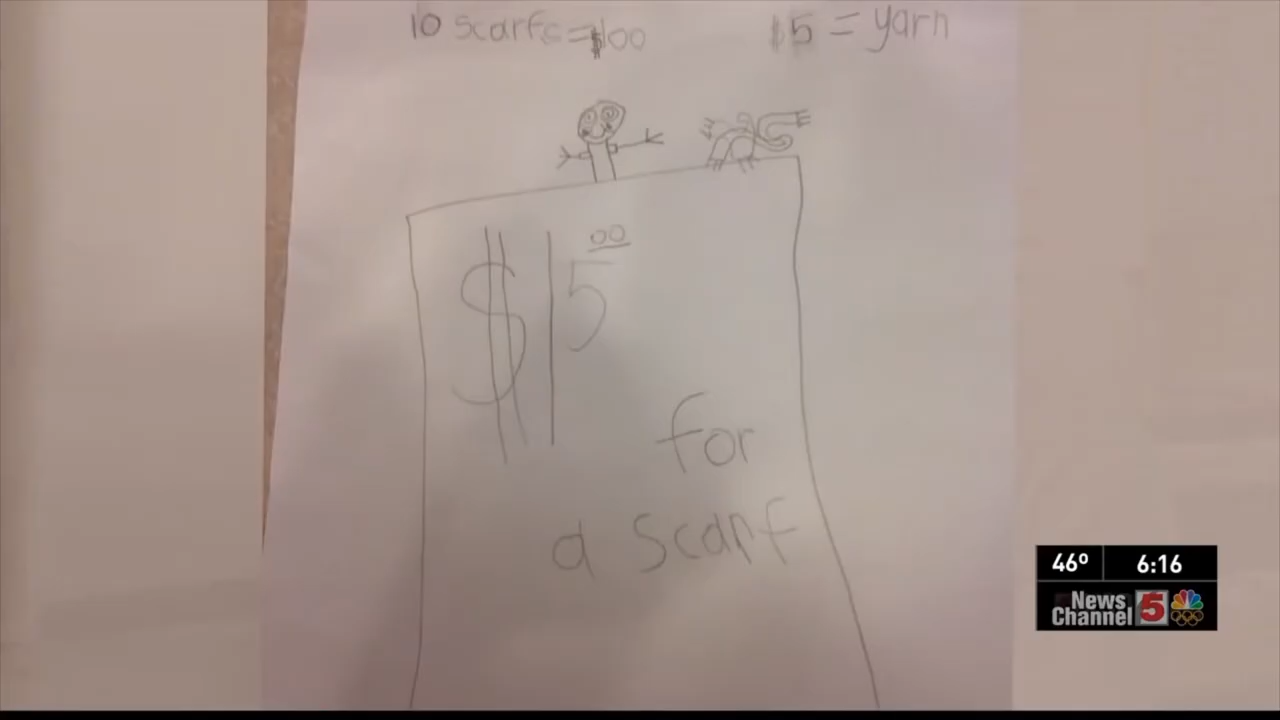 10 Scarfs = $100
$5 = Yarn
$15 00
for
a Scarf
46° 6:16
News
Channel 5